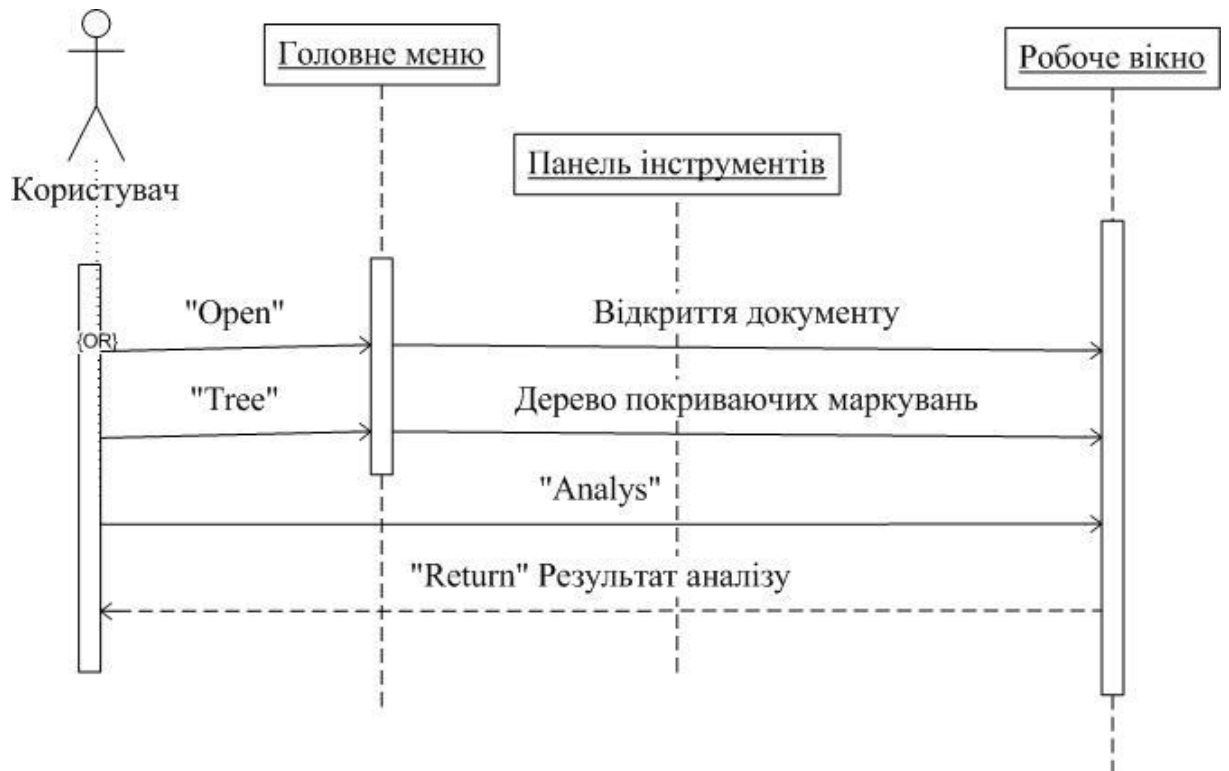 Головне меню
Робоче вікно
Панель інструментів
Користувач
"Open"
Відкриття документу
{OR}
"Tree"
Дерево покриваючих маркувань
"Analys"
"Return" Результат аналізу